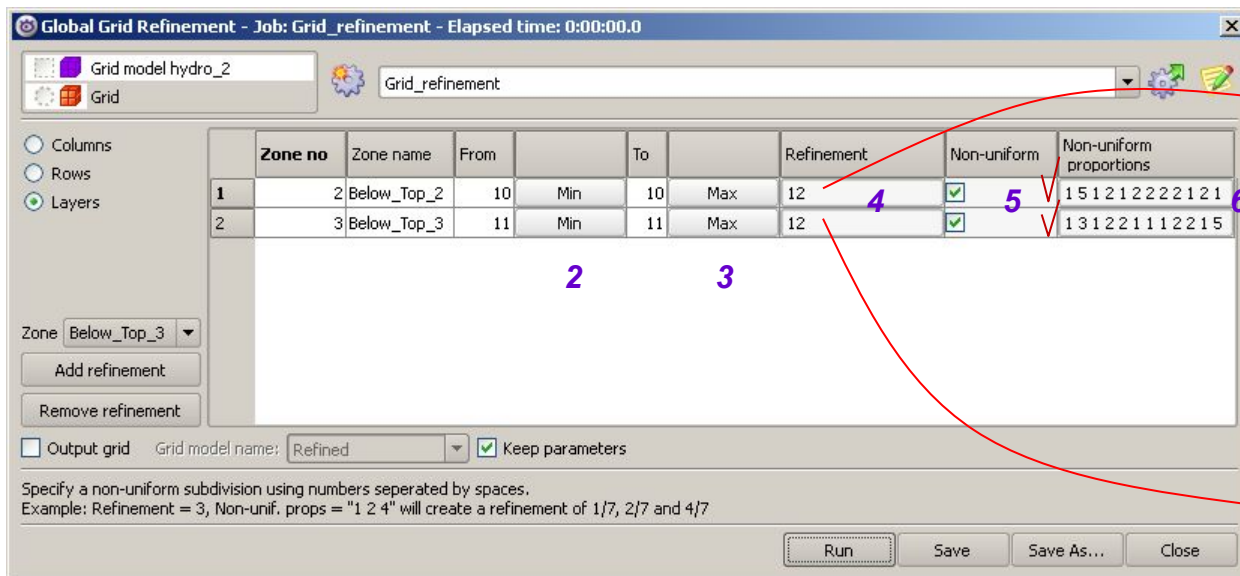 Global Grid Refinement - Job: Grid_refinement - Elapsed time: 0:00:00.0
Grid model hydro_2
Grid
Grid_refinement
Columns
Rows
Layers
Zone no Zone name From To Refinement Non-uniform Non-uniform proportions
1 2 Below_Top_2 10 Min 10 Max 12 4 5 1 5 1 2 1 2 2 2 2 1 2 1 6
2 3 Below_Top_3 11 Min 11 Max 12 1 3 1 2 2 1 1 1 2 2 1 5
2 3
Zone Below_Top_3
Add refinement
Remove refinement
Output grid Grid model name: Refined Keep parameters
Specify a non-uniform subdivision using numbers seperated by spaces.
Example: Refinement = 3, Non-unif. props = "1 2 4" will create a refinement of 1/7, 2/7 and 4/7
Run Save Save As... Close